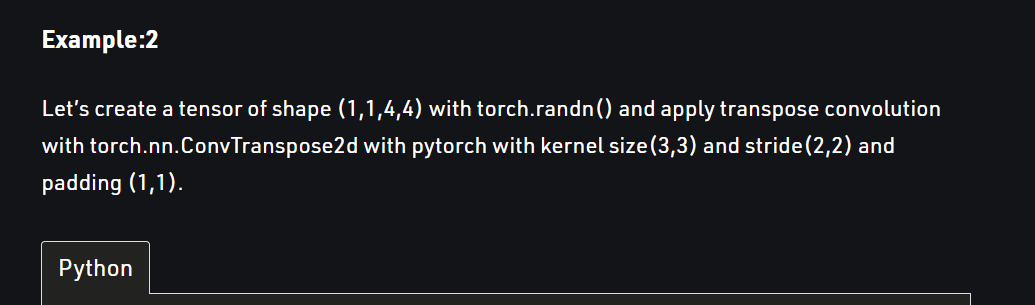 Example:2
Let’s create a tensor of shape (1,1,4,4) with torch.randn() and apply transpose convolution
with torch.nn.ConvTranspose2d with pytorch with kernel size(3,3) and stride(2,2) and
padding (1,1).
Python